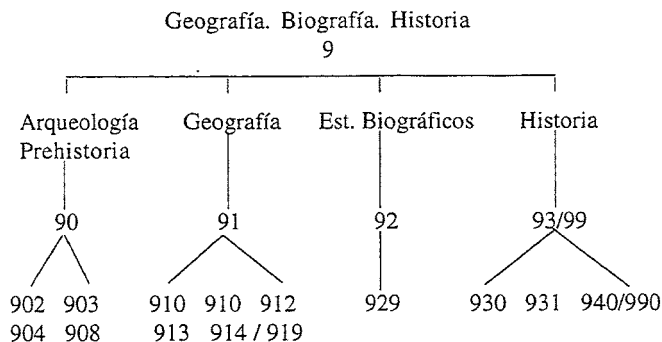 Geografía. Biografía. Historia
9
Arqueología Geografía Est. Biográficos Historia
Prehistoria
90 91 92 93/99
902 903 910 910 912 929 930 931 940/990
904 908 913 914 / 919